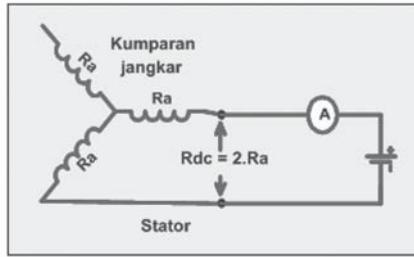 Kumparan
jangkar
Ra
Ra
A
Rdc = 2.Ra
Ra
+
Stator